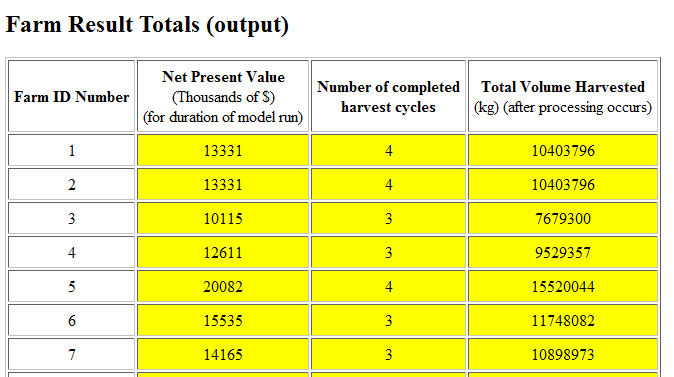 Farm Result Totals (output)
Farm ID Number
Net Present Value
(Thousands of $)
(for duration of model run)
Number of completed
harvest cycles
Total Volume Harvested
(kg) (after processing occurs)
1 13331 4 10403796
2 13331 4 10403796
3 10115 3 7679300
4 12611 3 9529357
5 20082 4 15520044
6 15535 3 11748082
7 14165 3 10898973